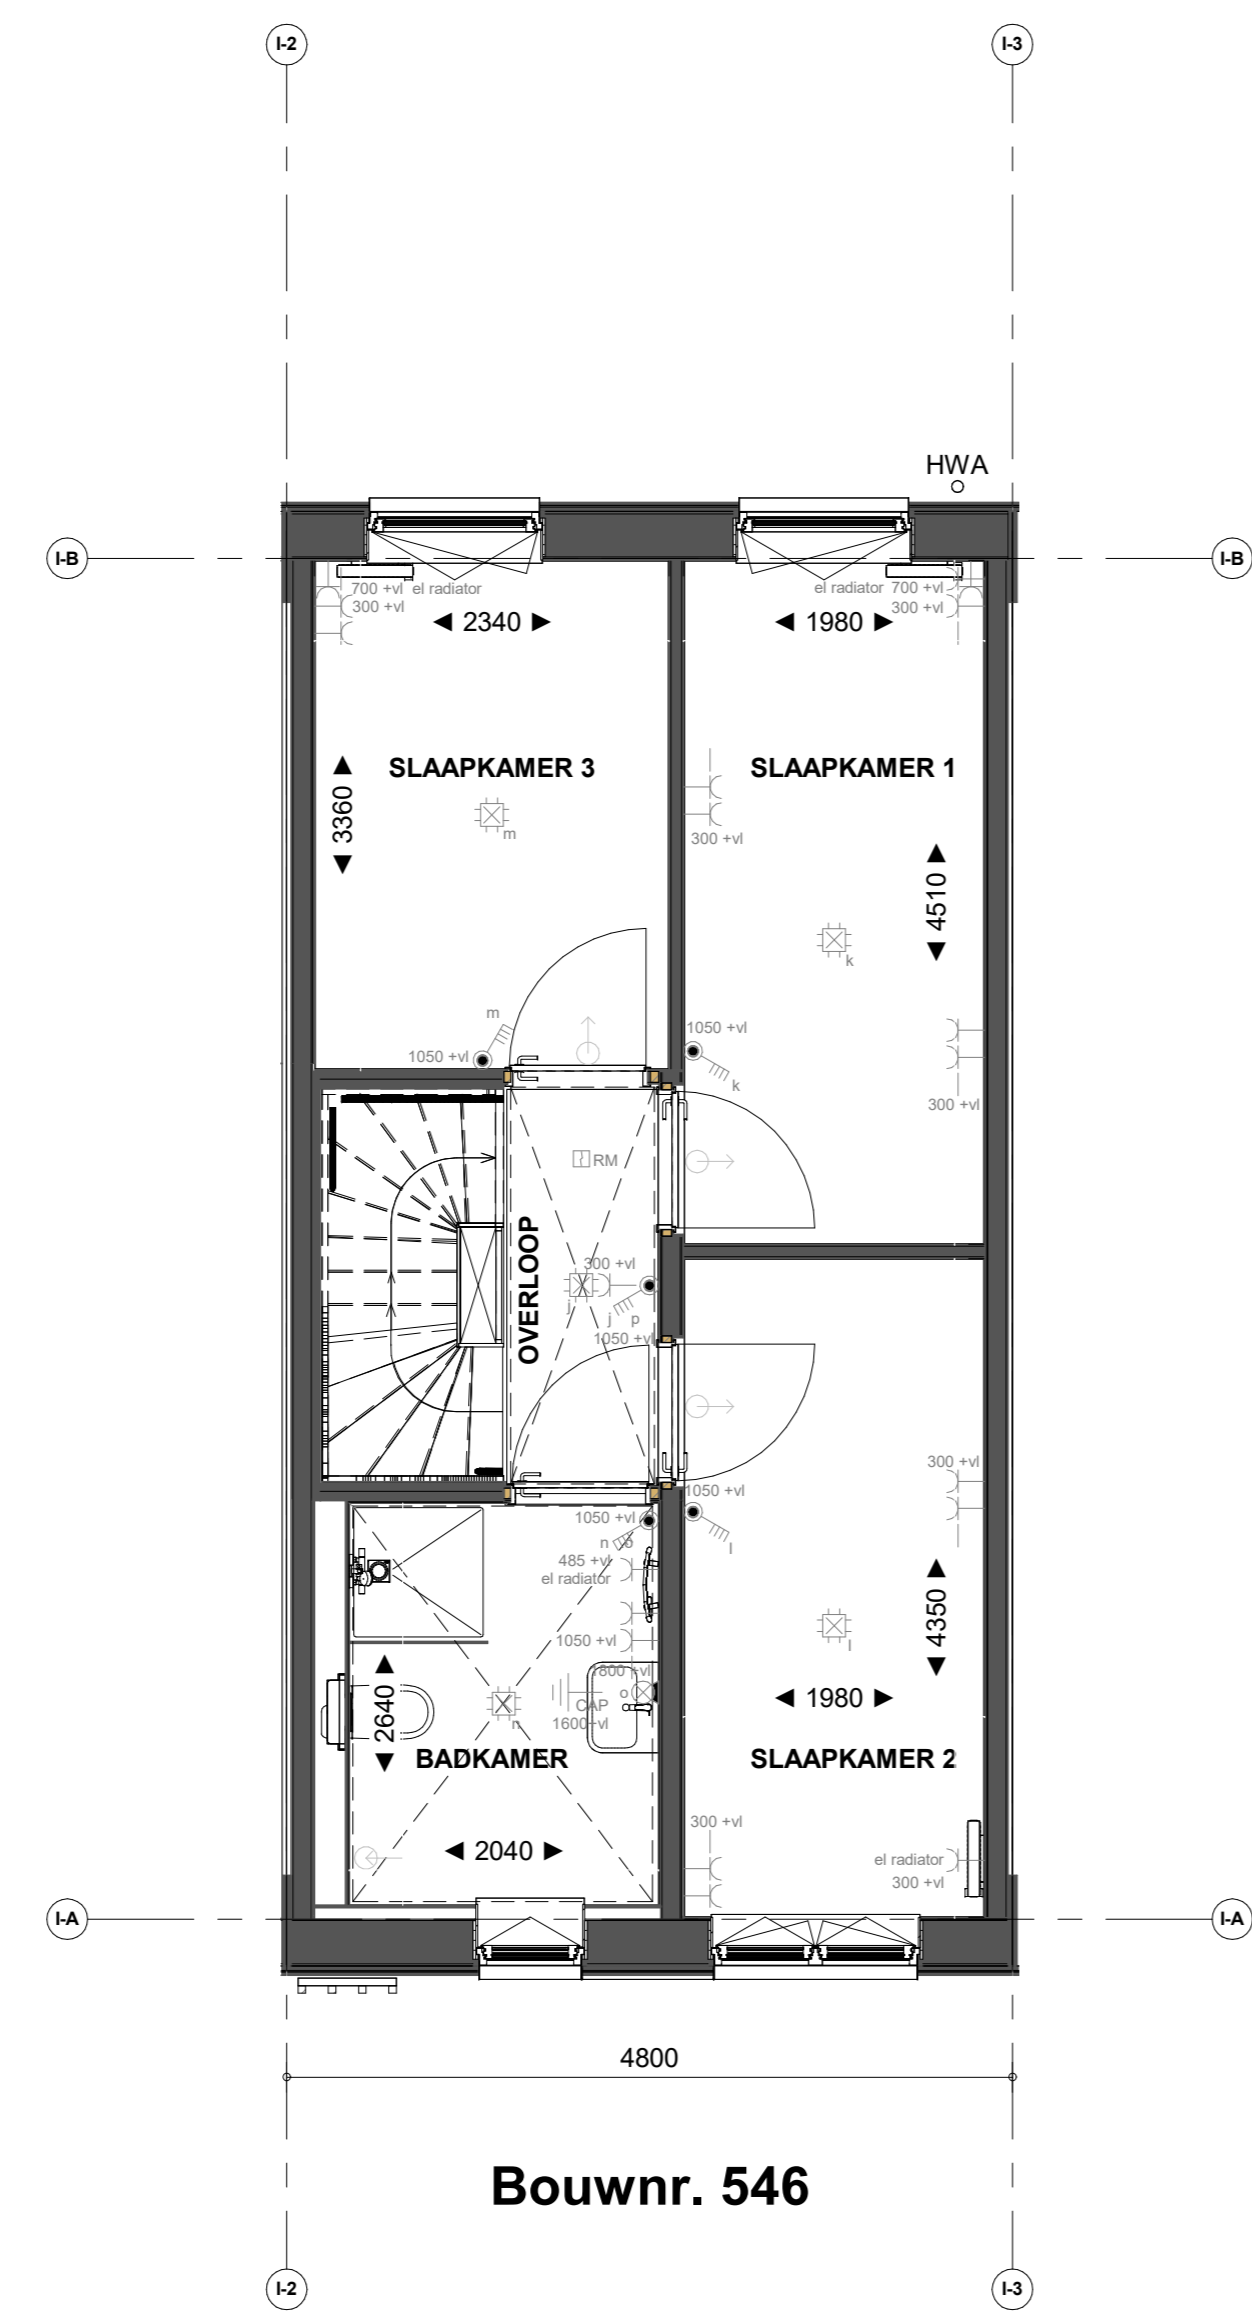 I-2
I-3
HWA
I-B
I-B
700 +vl
el radiator
300 +vl
el radiator
700 +vl
300 +vl
2340
1980
SLAAPKAMER 3
SLAAPKAMER 1
3360
m
300 +vl
4510
k
m
1050 +vl
1050 +vl
k
300 +vl
RM
OVERLOOP
300 +vl
j
j
p
1050 +vl
300 +vl
1050 +vl
n
1050 +vl
l
485 +vl
el radiator
1050 +vl
1800 +vl
o
CAP
1600+vl
n
l
4350
2640
1980
BADKAMER
SLAAPKAMER 2
300 +vl
2040
el radiator
300 +vl
I-A
I-A
4800
Bouwnr. 546
I-2
I-3